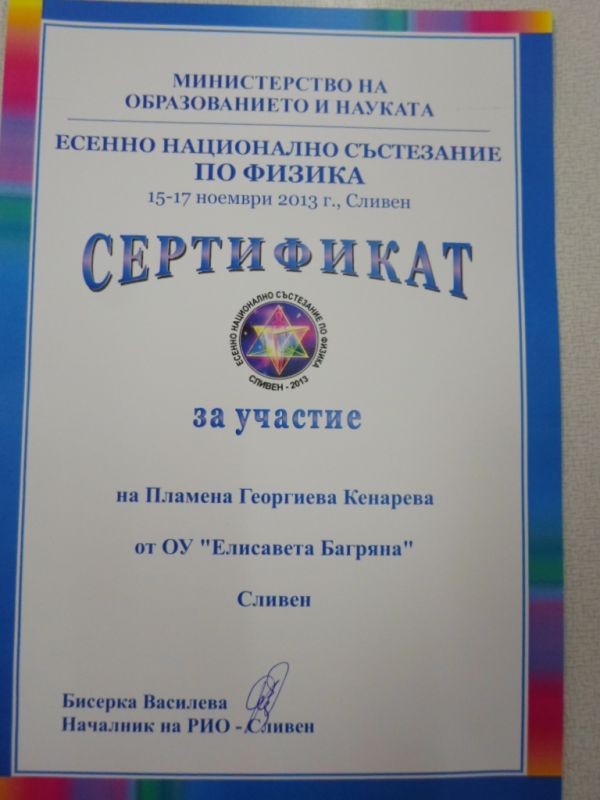 МИНИСТЕРСТВО НА
ОБРАЗОВАНИЕТО И НАУКАТА
ЕСЕННО НАЦИОНАЛНО СЪСТЕЗАНИЕ
ПО ФИЗИКА
15-17 ноември 2013 г., Сливен
СЕРТИФИКАТ
ЕСЕННО НАЦИОНАЛНО СЪСТЕЗАНИЕ ПО ФИЗИКА
СЛИВЕН - 2013
за участие
на Пламена Георгиева Кенарева
от ОУ "Елисавета Багряна"
Сливен
Бисерка Василева
Началник на РИО - Сливен